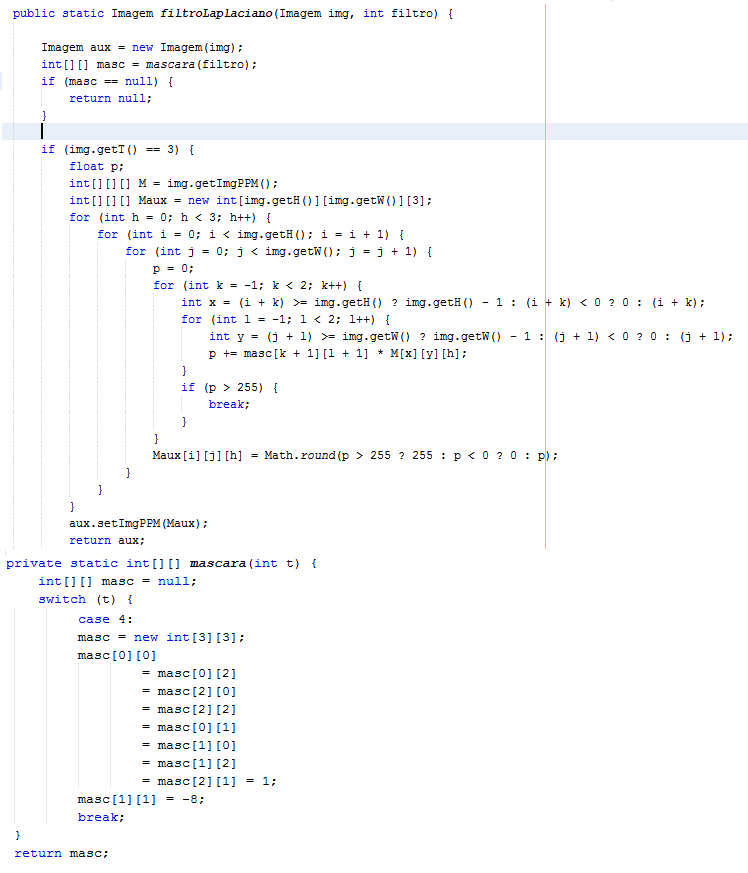 public static Imagem filtroLaplaciano(Imagem img, int filtro) {
Imagem aux = new Imagem(img);
int[][] masc = mascara(filtro);
if (masc == null) {
return null;
}
if (img.getT() == 3) {
float p;
int[][][] M = img.getImgPPM();
int[][][] Maux = new int[img.getH()][img.getW()][3];
for (int h = 0; h < 3; h++) {
for (int i = 0; i < img.getH(); i = i + 1) {
for (int j = 0; j < img.getW(); j = j + 1) {
p = 0;
for (int k = -1; k < 2; k++) {
int x = (i + k) >= img.getH() ? img.getH() - 1 : (i + k) < 0 ? 0 : (i + k);
for (int l = -1; l < 2; l++) {
int y = (j + l) >= img.getW() ? img.getW() - 1 : (j + l) < 0 ? 0 : (j + l);
p += masc[k + 1][l + 1] * M[x][y][h];
}
if (p > 255) {
break;
}
}
Maux[i][j][h] = Math.round(p > 255 ? 255 : p < 0 ? 0 : p);
}
}
}
aux.setImgPPM(Maux);
return aux;
private static int[][] mascara(int t) {
int[][] masc = null;
switch (t) {
case 4:
masc = new int[3][3];
masc[0][0]
= masc[0][2]
= masc[2][0]
= masc[2][2]
= masc[0][1]
= masc[1][0]
= masc[1][2]
= masc[2][1] = 1;
masc[1][1] = -8;
break;
}
return masc;